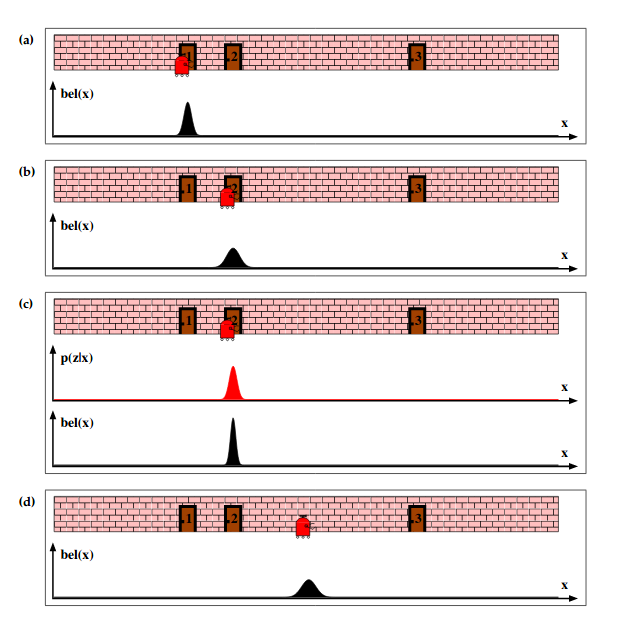 (a)
1 2 3
bel(x)
x
(b)
1 2 3
bel(x)
x
(c)
1 2 3
p(z|x)
x
bel(x)
x
(d)
1 2 3
bel(x)
x